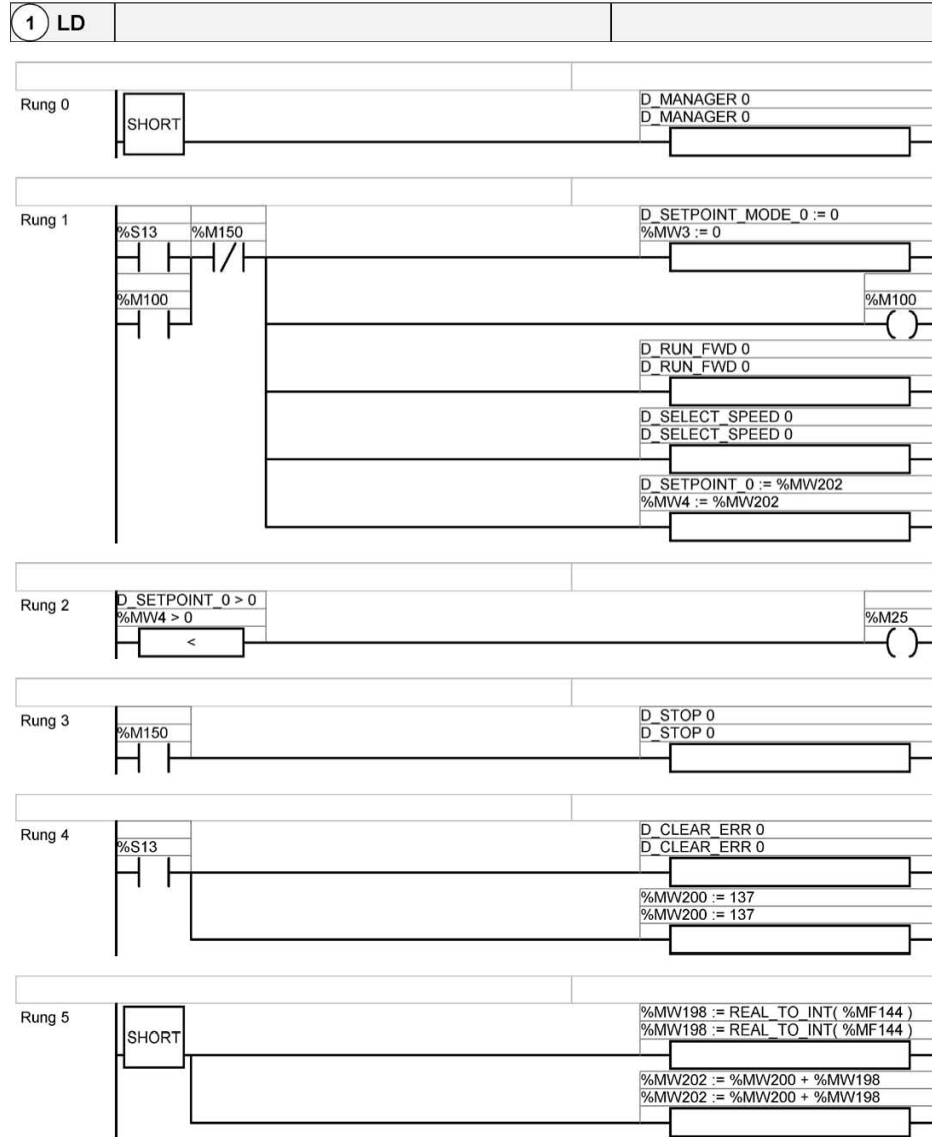 1 LD
Rung 0
SHORT
D_MANAGER 0
D_MANAGER 0
Rung 1
D_SETPOINT_MODE_0 := 0
%S13 %M150 %MW3 := 0
%M100 %M100
D_RUN_FWD 0
D_RUN_FWD 0
D_SELECT_SPEED 0
D_SELECT_SPEED 0
D_SETPOINT_0 := %MW202
%MW4 := %MW202
Rung 2
D_SETPOINT_0 > 0
%MW4 > 0 %M25
<
Rung 3
D_STOP 0
%M150 D_STOP 0
Rung 4
D_CLEAR_ERR 0
%S13 D_CLEAR_ERR 0
%MW200 := 137
%MW200 := 137
Rung 5
SHORT
%MW198 := REAL_TO_INT( %MF144 )
%MW198 := REAL_TO_INT( %MF144 )
%MW202 := %MW200 + %MW198
%MW202 := %MW200 + %MW198